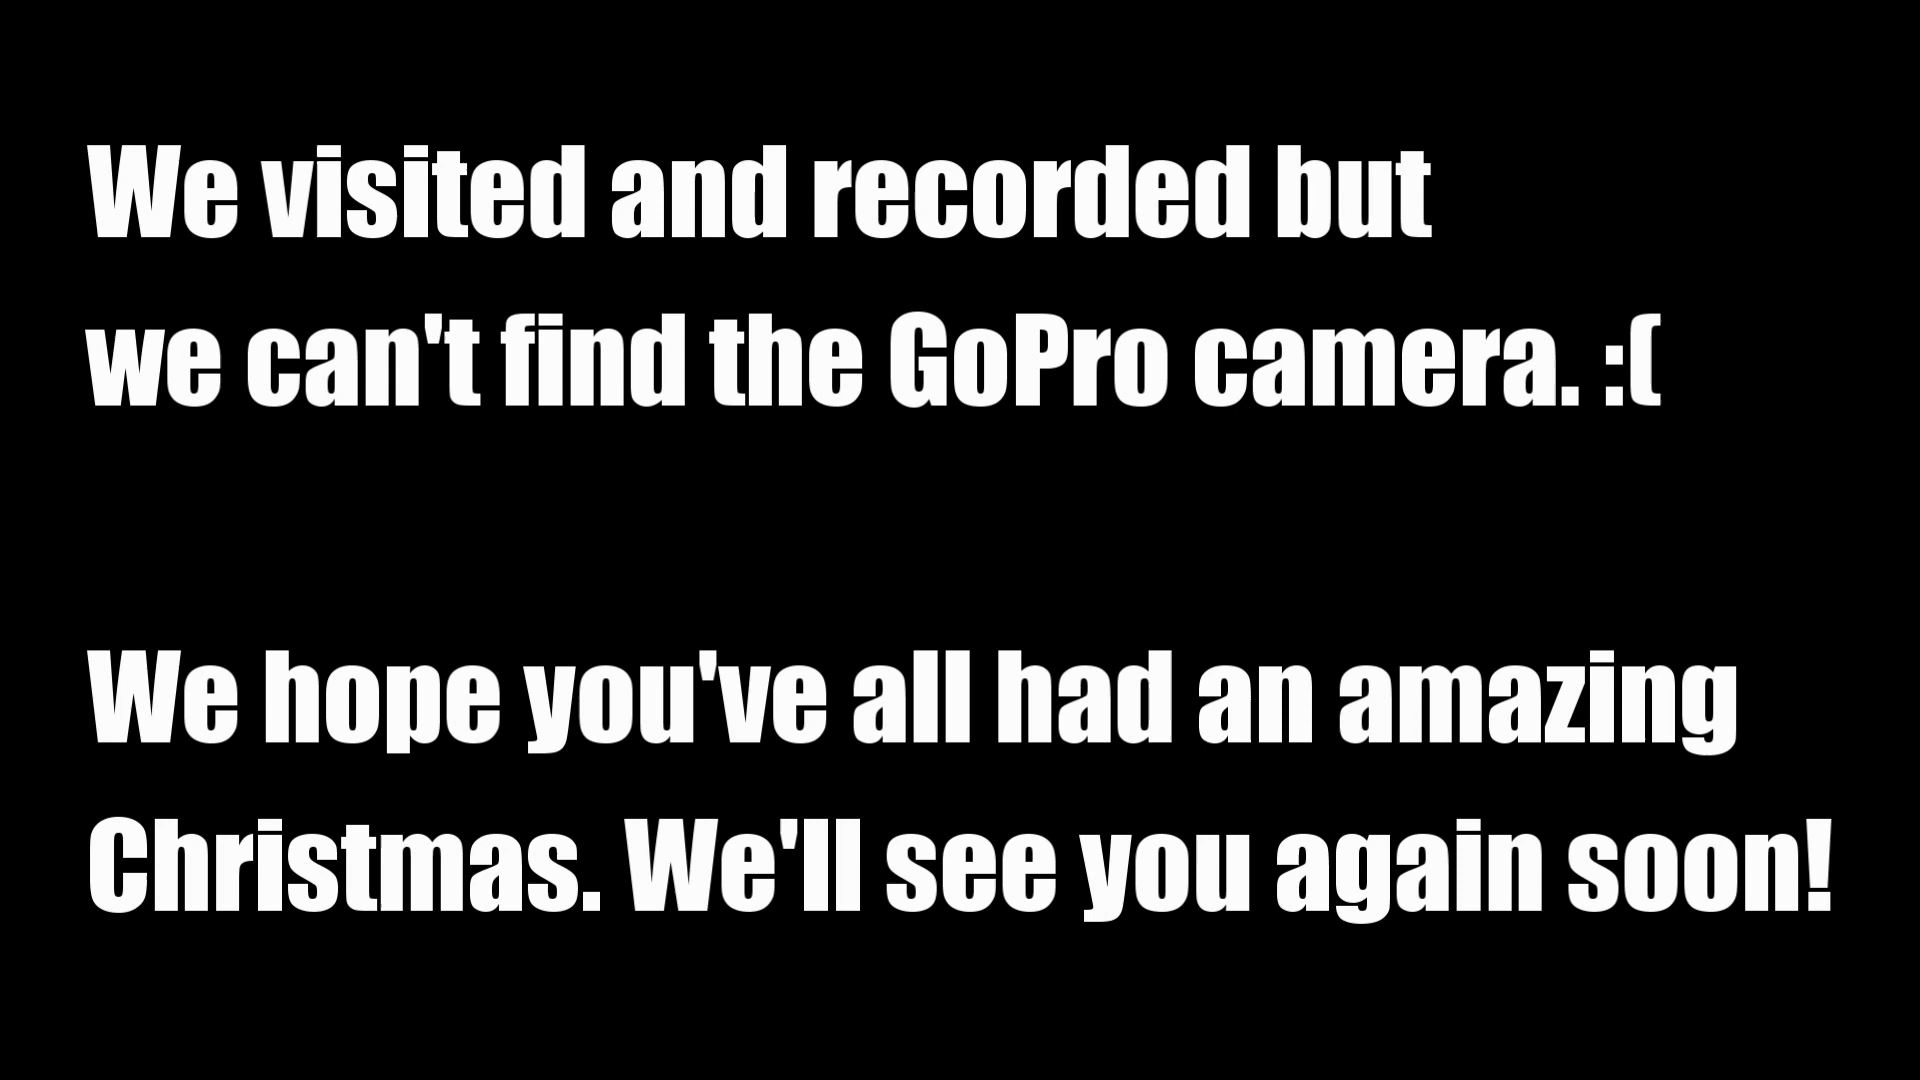 We visited and recorded but
we can't find the GoPro camera. :(
We hope you've all had an amazing
Christmas. We'll see you again soon!